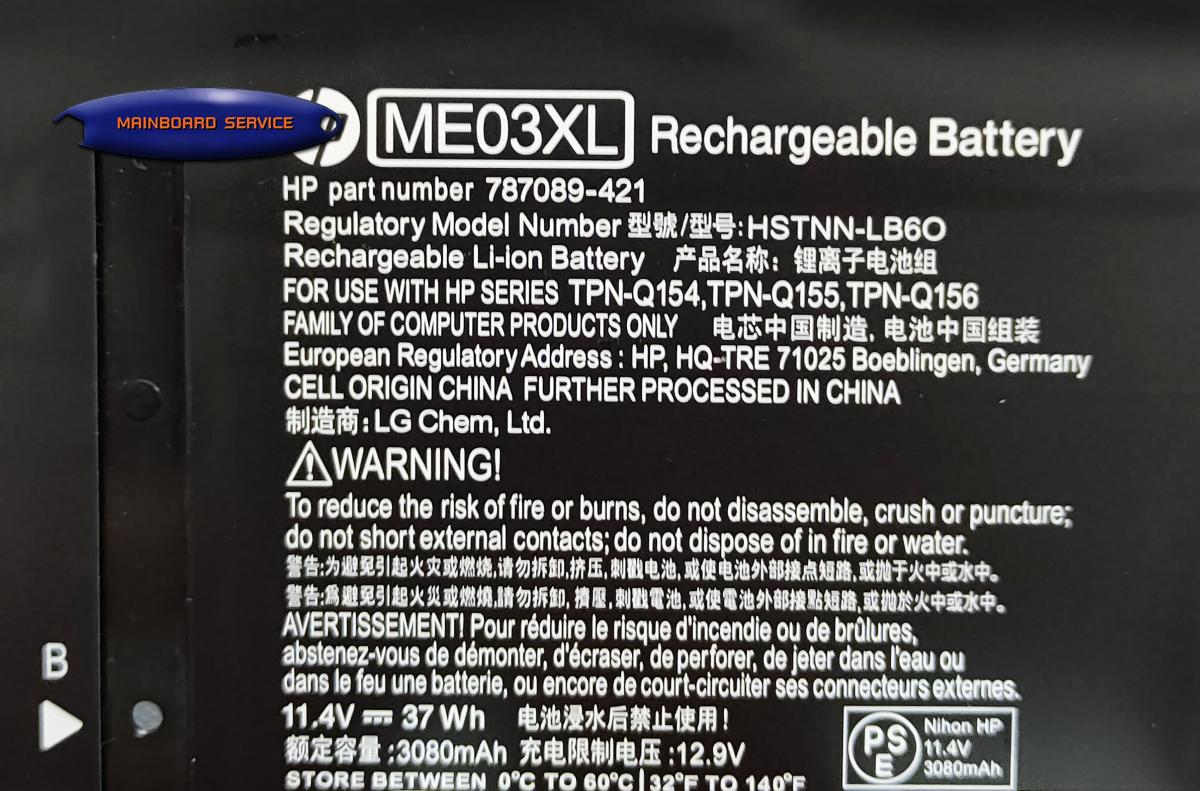 MAINBOARD SERVICE
hp ME03XL Rechargeable Battery
HP part number 787089-421
Regulatory Model Number 型號/型号:HSTNN-LB6O
Rechargeable Li-ion Battery 产品名称: 锂离子电池组
FOR USE WITH HP SERIES TPN-Q154,TPN-Q155,TPN-Q156
FAMILY OF COMPUTER PRODUCTS ONLY 电芯中国制造, 电池中国组装
European Regulatory Address : HP, HQ-TRE 71025 Boeblingen, Germany
CELL ORIGIN CHINA FURTHER PROCESSED IN CHINA
制造商:LG Chem, Ltd.
WARNING!
To reduce the risk of fire or burns, do not disassemble, crush or puncture;
do not short external contacts; do not dispose of in fire or water.
警告:为避免引起火灾或燃烧,请勿拆卸,挤压,刺戳电池,或使电池外部接点短路,或抛于火中或水中。
警告:爲避免引起火災或燃燒,請勿拆卸,擠壓,刺戳電池,或使電池外部接點短路,或抛於火中或水中。
AVERTISSEMENT! Pour réduire le risque d'incendie ou de brûlures,
abstenez-vous de démonter, d'écraser, de perforer, de jeter dans l'eau ou
dans le feu une batterie, ou encore de court-circuiter ses connecteurs externes.
B
11.4V ⎓ 37 Wh 电池浸水后禁止使用!
额定容量:3080mAh 充电限制电压:12.9V
STORE BETWEEN 0°C TO 60°C | 32°F TO 140°F
PSE
Nihon HP
11.4V
3080mAh